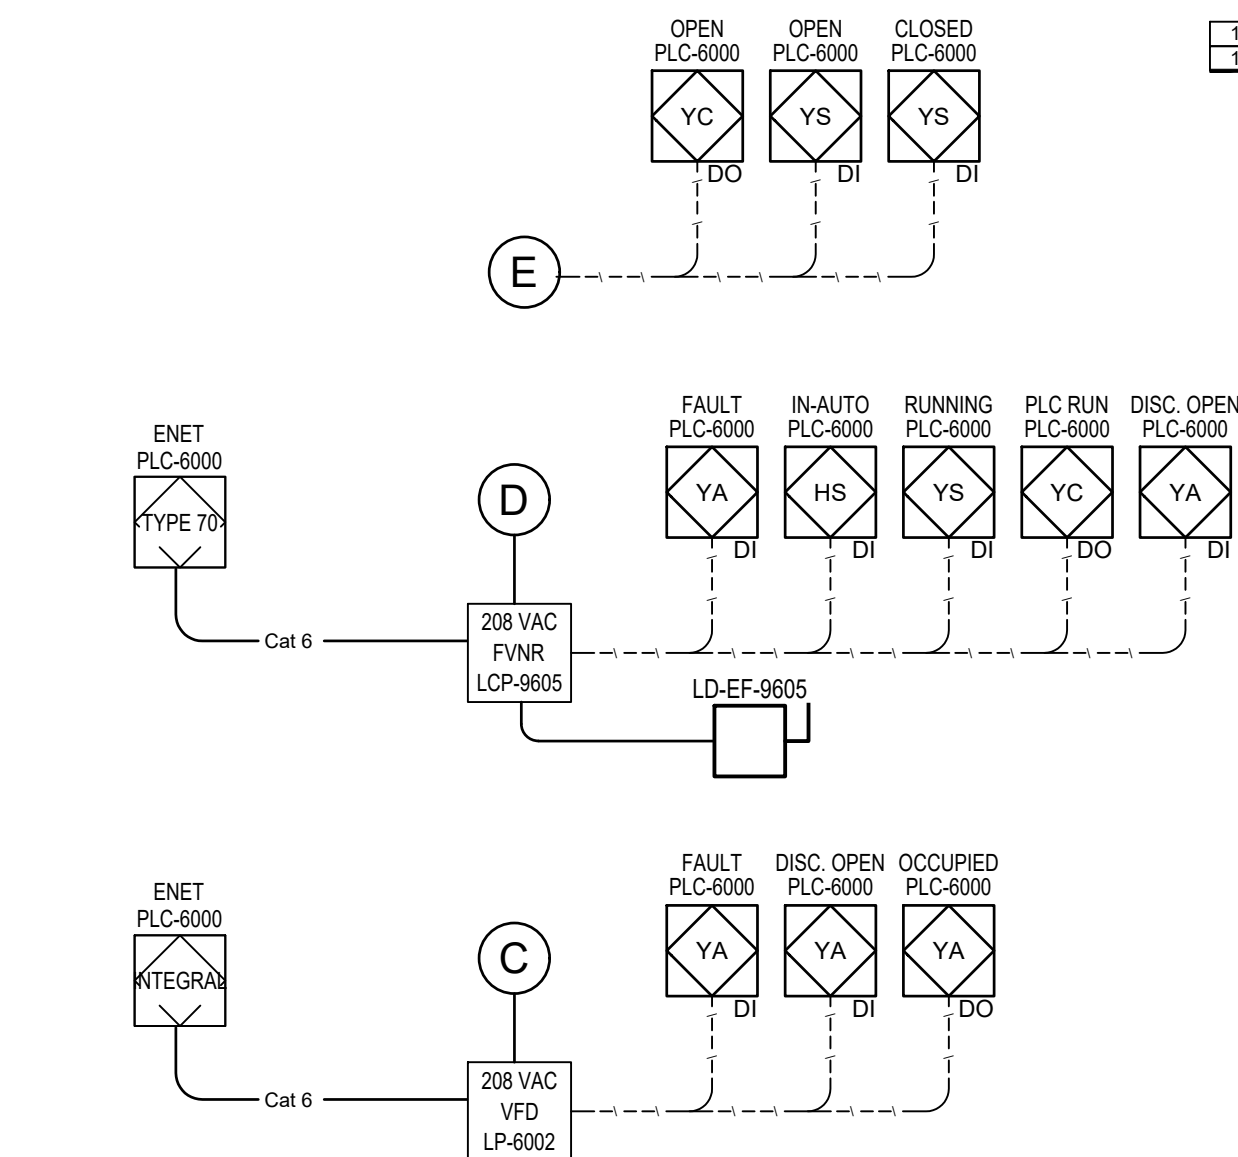 OPEN
PLC-6000
YC
DO
OPEN
PLC-6000
YS
DI
CLOSED
PLC-6000
YS
DI
1
1
E
ENET
PLC-6000
TYPE 70
Cat 6
D
208 VAC
FVNR
LCP-9605
FAULT
PLC-6000
YA
DI
IN-AUTO
PLC-6000
HS
DI
RUNNING
PLC-6000
YS
DI
PLC RUN
PLC-6000
YC
DO
DISC. OPEN
PLC-6000
YA
DI
LD-EF-9605
ENET
PLC-6000
INTEGRAL
Cat 6
C
208 VAC
VFD
LP-6002
FAULT
PLC-6000
YA
DI
DISC. OPEN
PLC-6000
YA
DI
OCCUPIED
PLC-6000
YA
DO